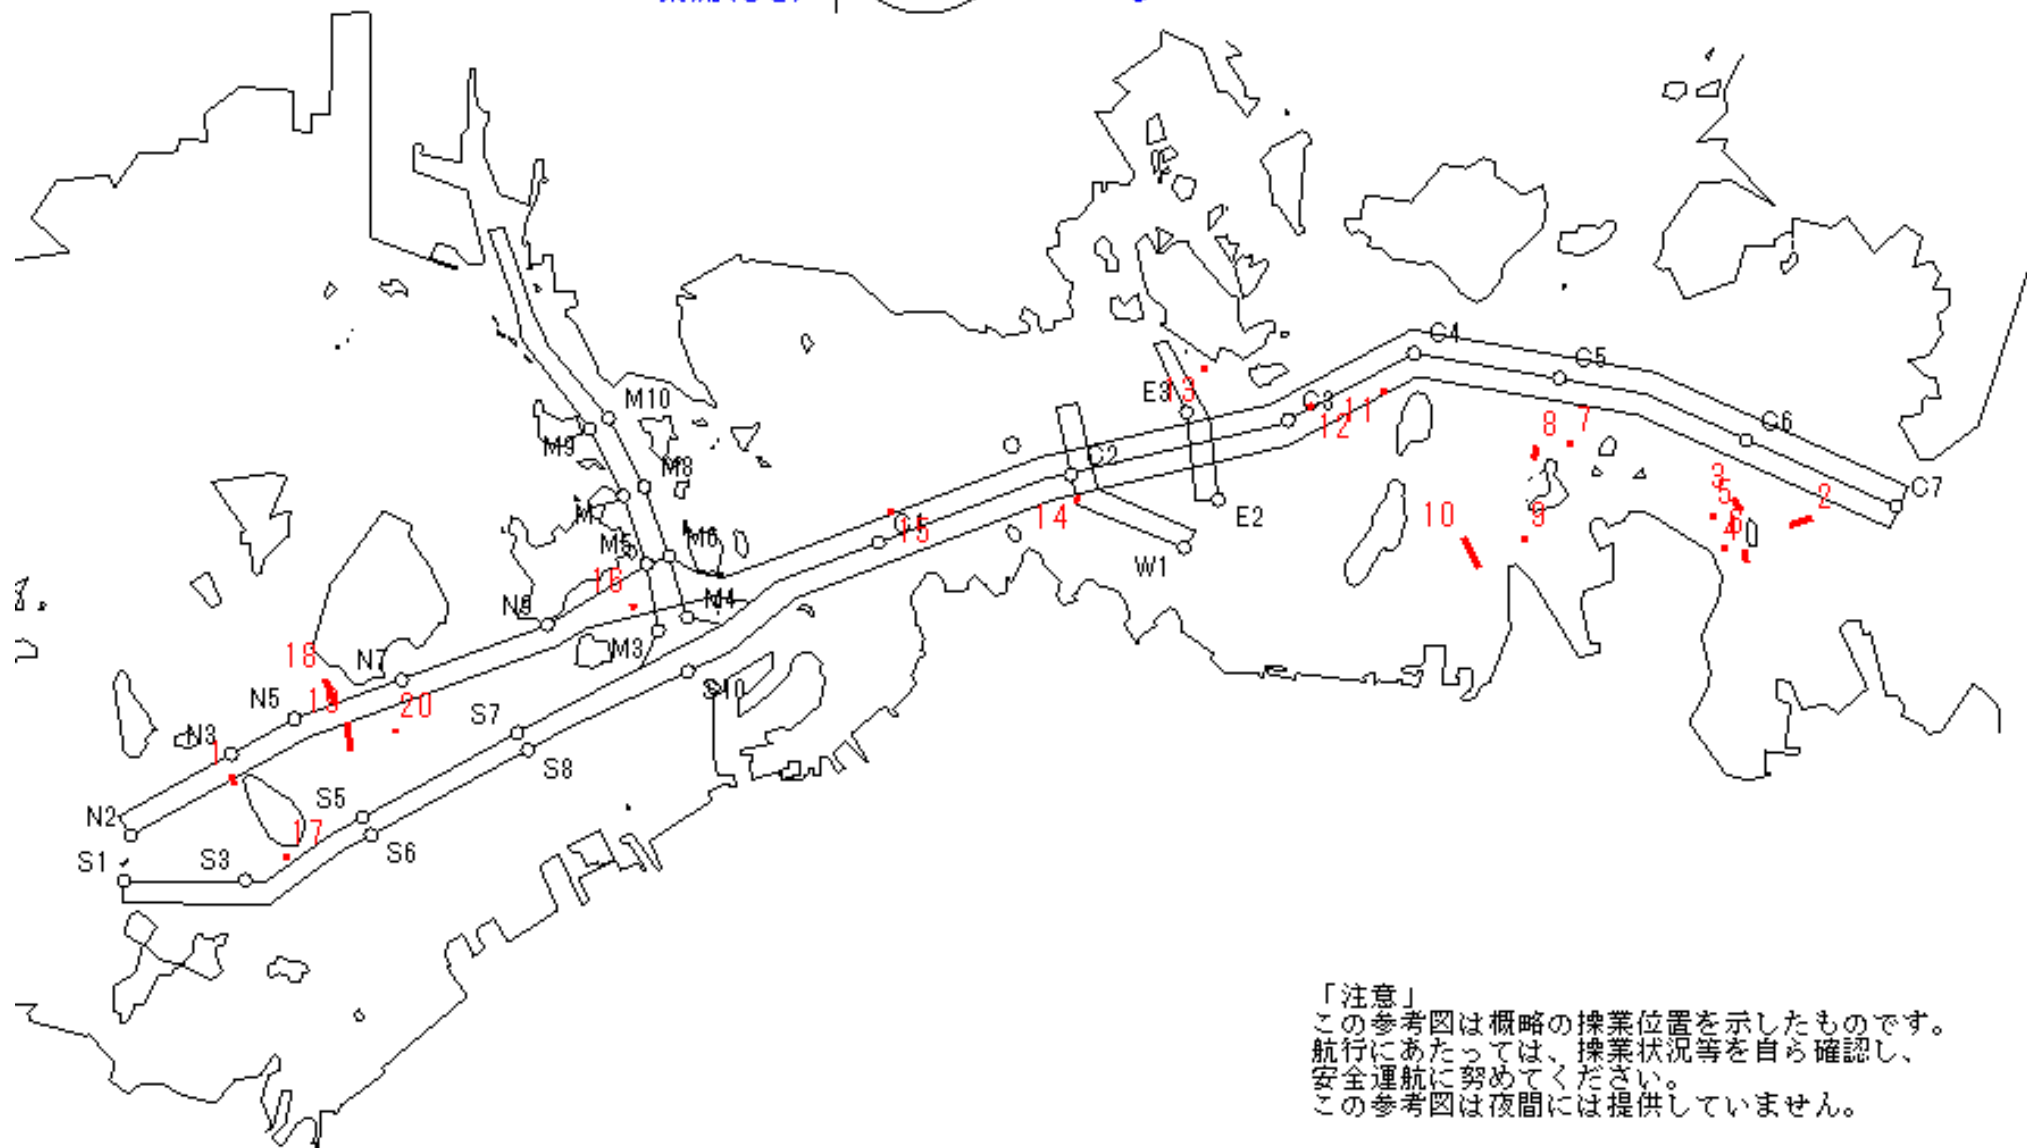 C4
C5
M10
E3
13
C3
11
12
C6
8
7
M9
M8
C2
3
5
2
C7
M7
14
E2
10
9
6
4
M5
M6
C1
15
W1
16
N9
M4
M3
18
N7
S10
19
20
N5
S7
N3
1
S8
S5
N2
17
S1
S3
S6
「注意」
この参考図は概略の操業位置を示したものです。
航行にあたっては、操業状況等を自ら確認し、
安全運航に努めてください。
この参考図は夜間には提供していません。